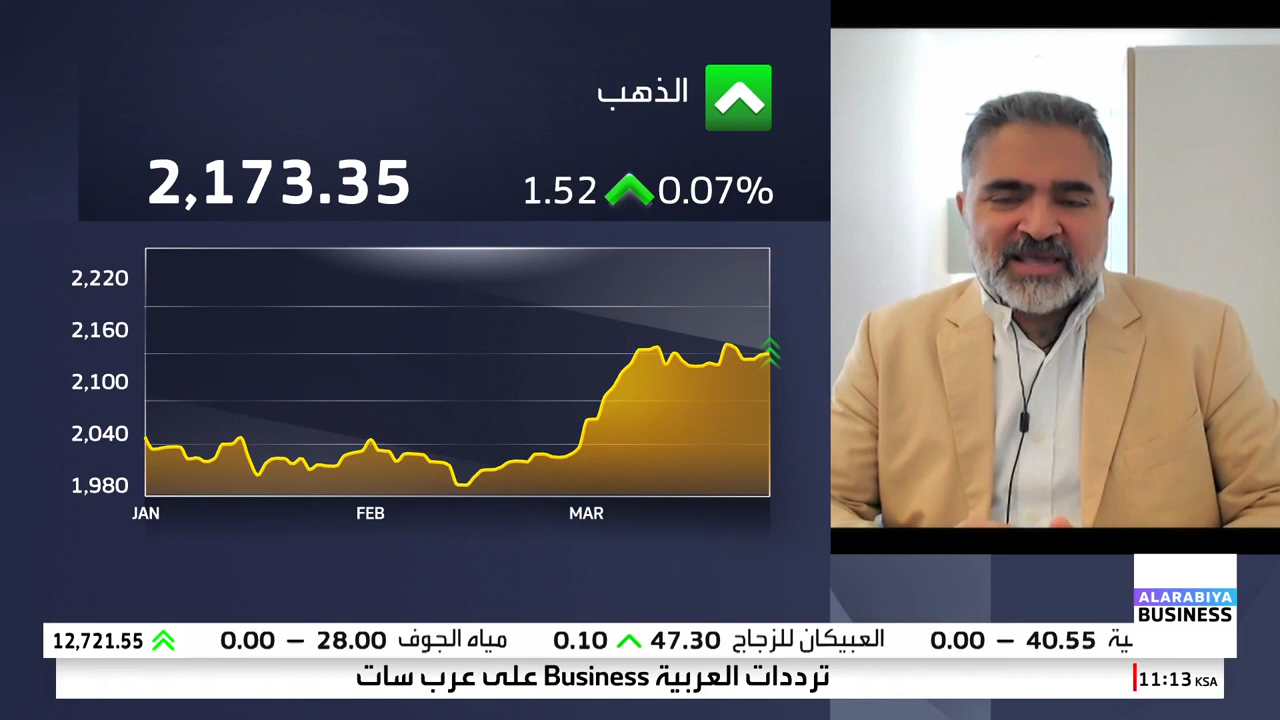 الذهب
2,173.35
1.52 0.07%
2,220
2,160
2,100
2,040
1,980
JAN FEB MAR
ALARABIYA
BUSINESS
40.55 – 0.00 العبيكان للزجاج 47.30 0.10 مياه الجوف 28.00 – 0.00
12,721.55
ترددات العربية Business على عرب سات
11:13 KSA